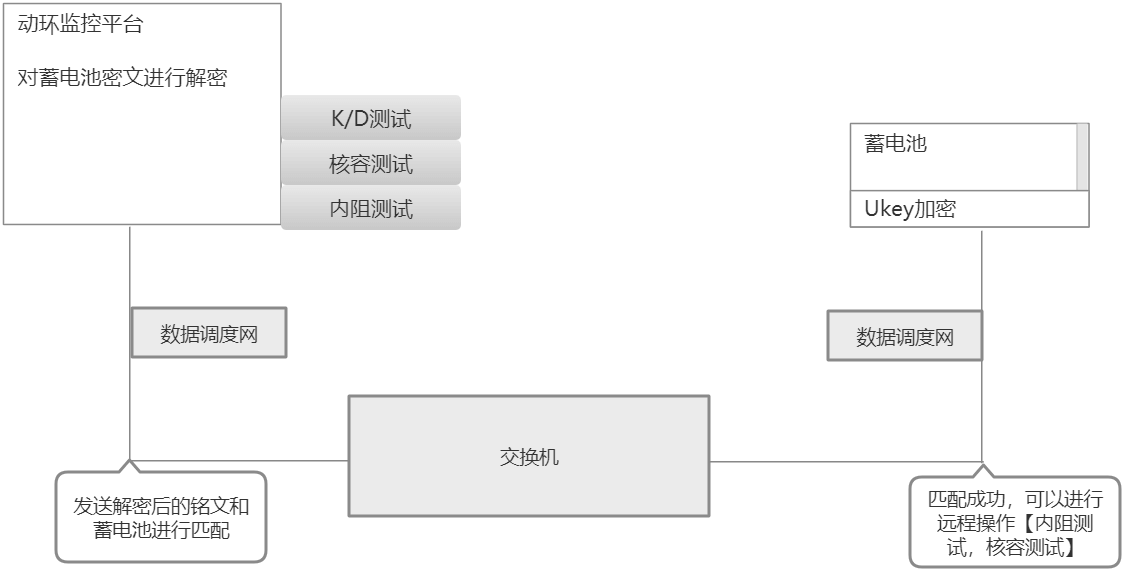 动环监控平台
对蓄电池密文进行解密
K/D测试
核容测试
内阻测试
蓄电池
Ukey加密
数据调度网
数据调度网
交换机
发送解密后的铭文和
蓄电池进行匹配
匹配成功，可以进行
远程操作【内阻测
试，核容测试】